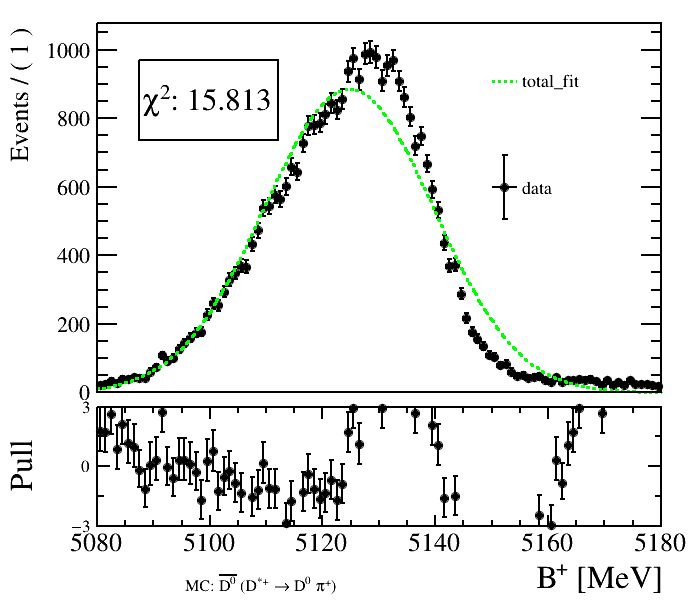 Events / ( 1 )
1000
800
600
400
200
0
χ²: 15.813
total_fit
data
Pull
3
0
−3
5080 5100 5120 5140 5160 5180
B⁺ [MeV]
MC: D̅⁰ (D*⁺ → D⁰ π⁺)